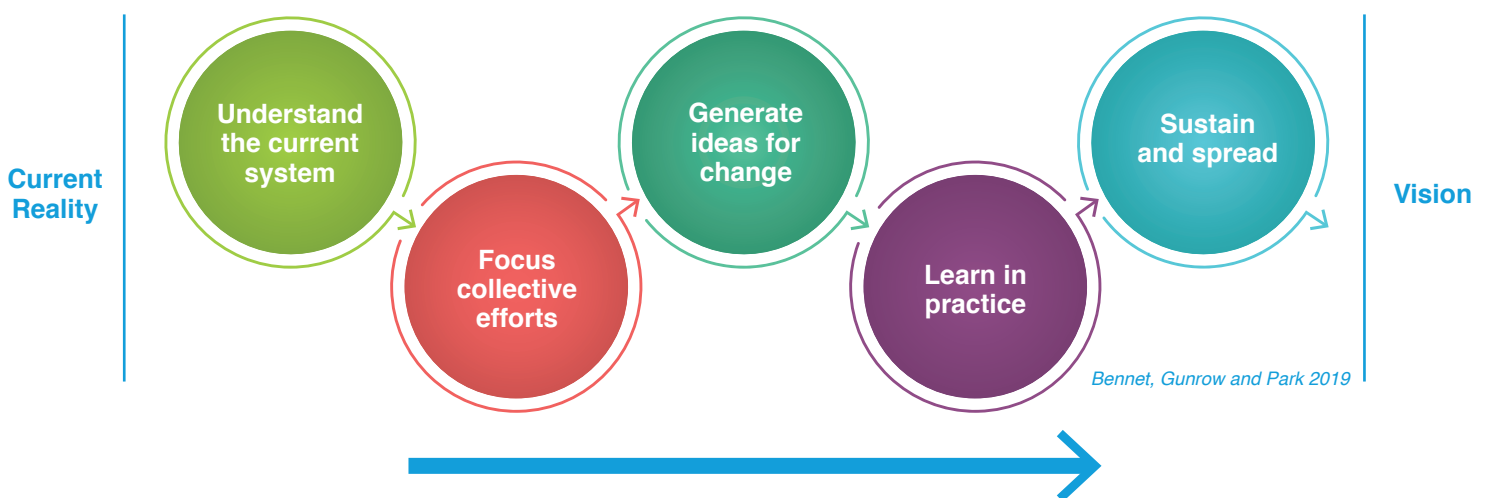 Current
Reality
Understand
the current
system
Focus
collective
efforts
Generate
ideas for
change
Learn in
practice
Sustain
and spread
Vision
Bennet, Gunrow and Park 2019